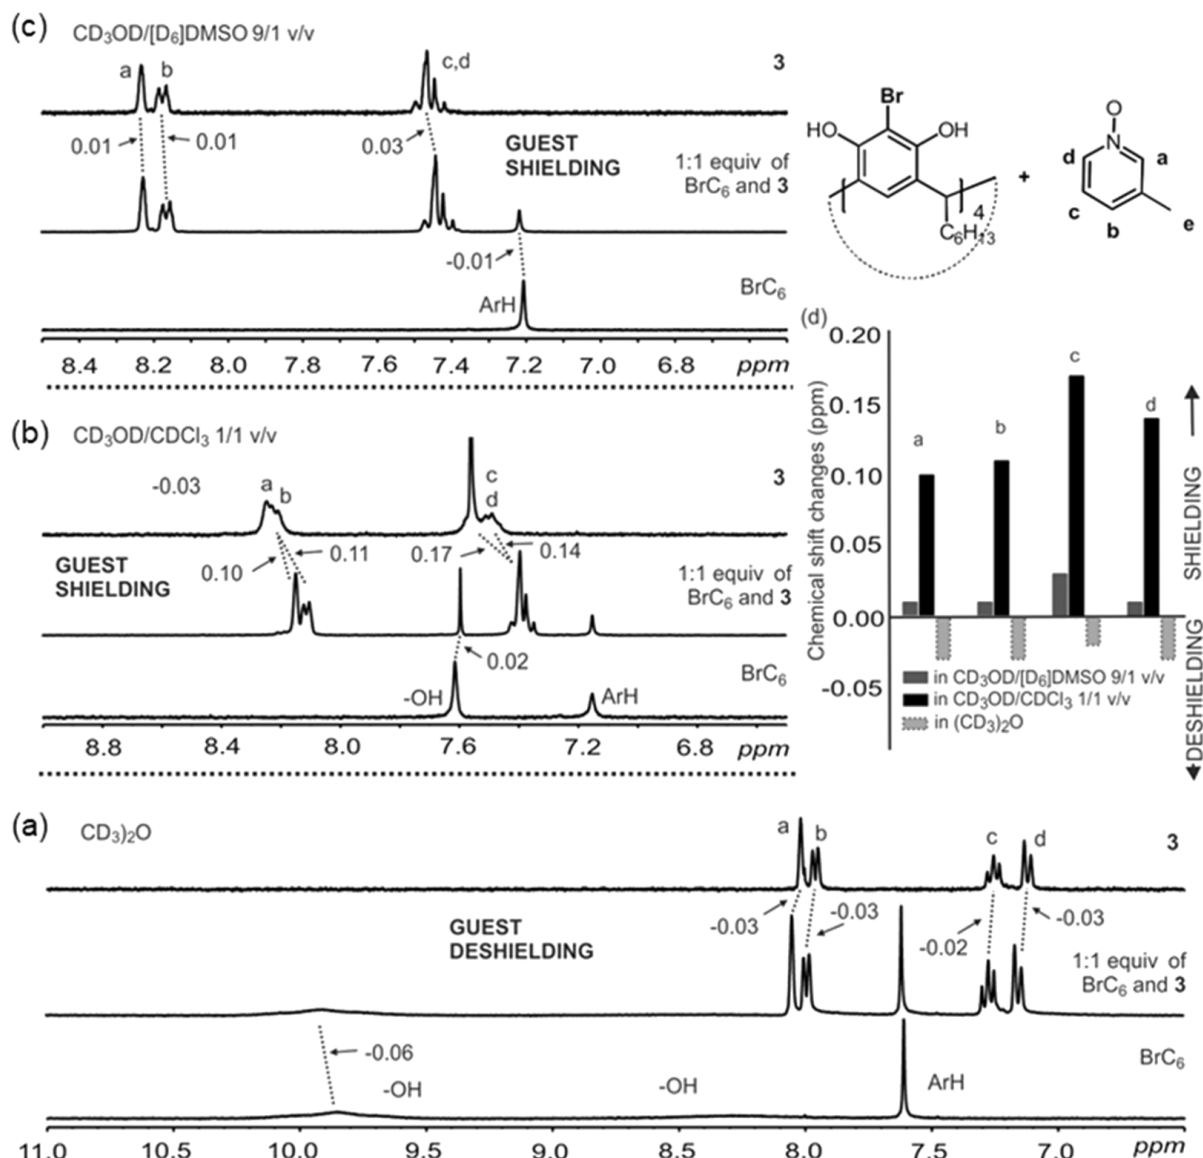 (c) CD3OD/[D6]DMSO 9/1 v/v
a b c,d 3
0.01 0.01 0.03
GUEST
SHIELDING
1:1 equiv of
BrC6 and 3
-0.01
ArH
BrC6
8.4 8.2 8.0 7.8 7.6 7.4 7.2 7.0 6.8 ppm
Br
HO OH
4
C6H13
+
O
N
d a
c
b e
(b) CD3OD/CDCl3 1/1 v/v
-0.03 a b c 3
d
0.10 0.11 0.17 0.14
GUEST
SHIELDING
1:1 equiv of
BrC6 and 3
0.02
-OH ArH
BrC6
8.8 8.4 8.0 7.6 7.2 6.8 ppm
(d)
Chemical shift changes (ppm)
0.20
0.15
0.10
0.05
0.00
-0.05
a b c d
SHIELDING
DESHIELDING
in CD3OD/[D6]DMSO 9/1 v/v
in CD3OD/CDCl3 1/1 v/v
in (CD3)2O
(a) CD3)2O
a b c d 3
-0.03 -0.03 -0.02 -0.03
GUEST
DESHIELDING
1:1 equiv of
BrC6 and 3
-0.06
-OH -OH ArH
BrC6
11.0 10.5 10.0 9.5 9.0 8.5 8.0 7.5 7.0 ppm